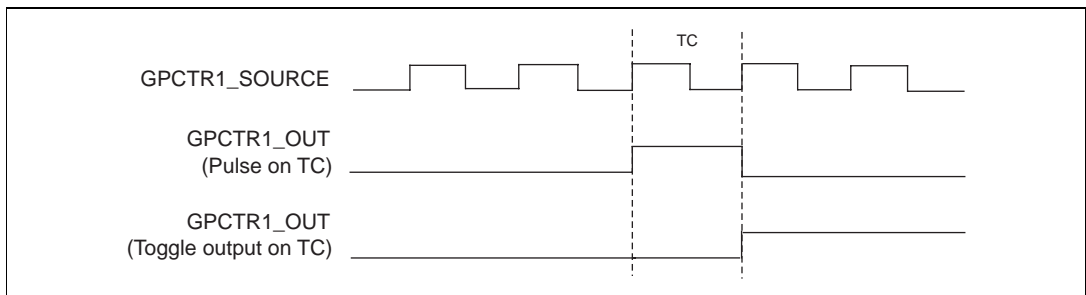 TC
GPCTR1_SOURCE
GPCTR1_OUT
(Pulse on TC)
GPCTR1_OUT
(Toggle output on TC)